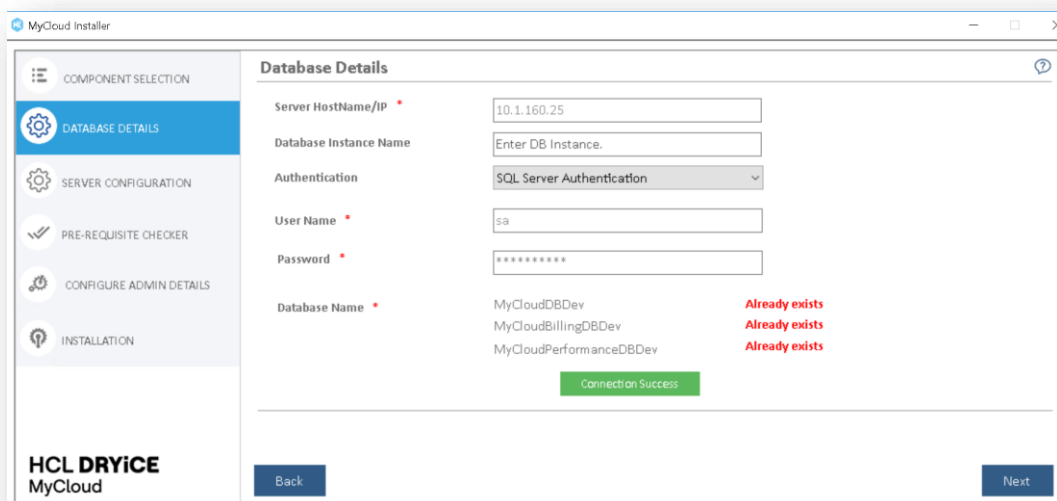 MyCloud Installer
COMPONENT SELECTION
DATABASE DETAILS
SERVER CONFIGURATION
PRE-REQUISITE CHECKER
CONFIGURE ADMIN DETAILS
INSTALLATION
HCL DRYiCE
MyCloud
Database Details
?
Server HostName/IP *
10.1.160.25
Database Instance Name
Enter DB Instance.
Authentication
SQL Server Authentication
User Name *
sa
Password *
**********
Database Name *
MyCloudDBDev Already exists
MyCloudBillingDBDev Already exists
MyCloudPerformanceDBDev Already exists
Connection Success
Back
Next